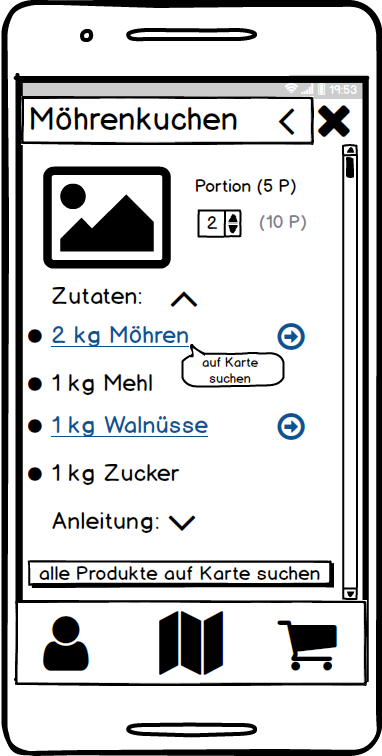 19:53
Möhrenkuchen
Portion (5 P)
2 (10 P)
Zutaten:
2 kg Möhren
auf Karte
suchen
1 kg Mehl
1 kg Walnüsse
1 kg Zucker
Anleitung:
alle Produkte auf Karte suchen